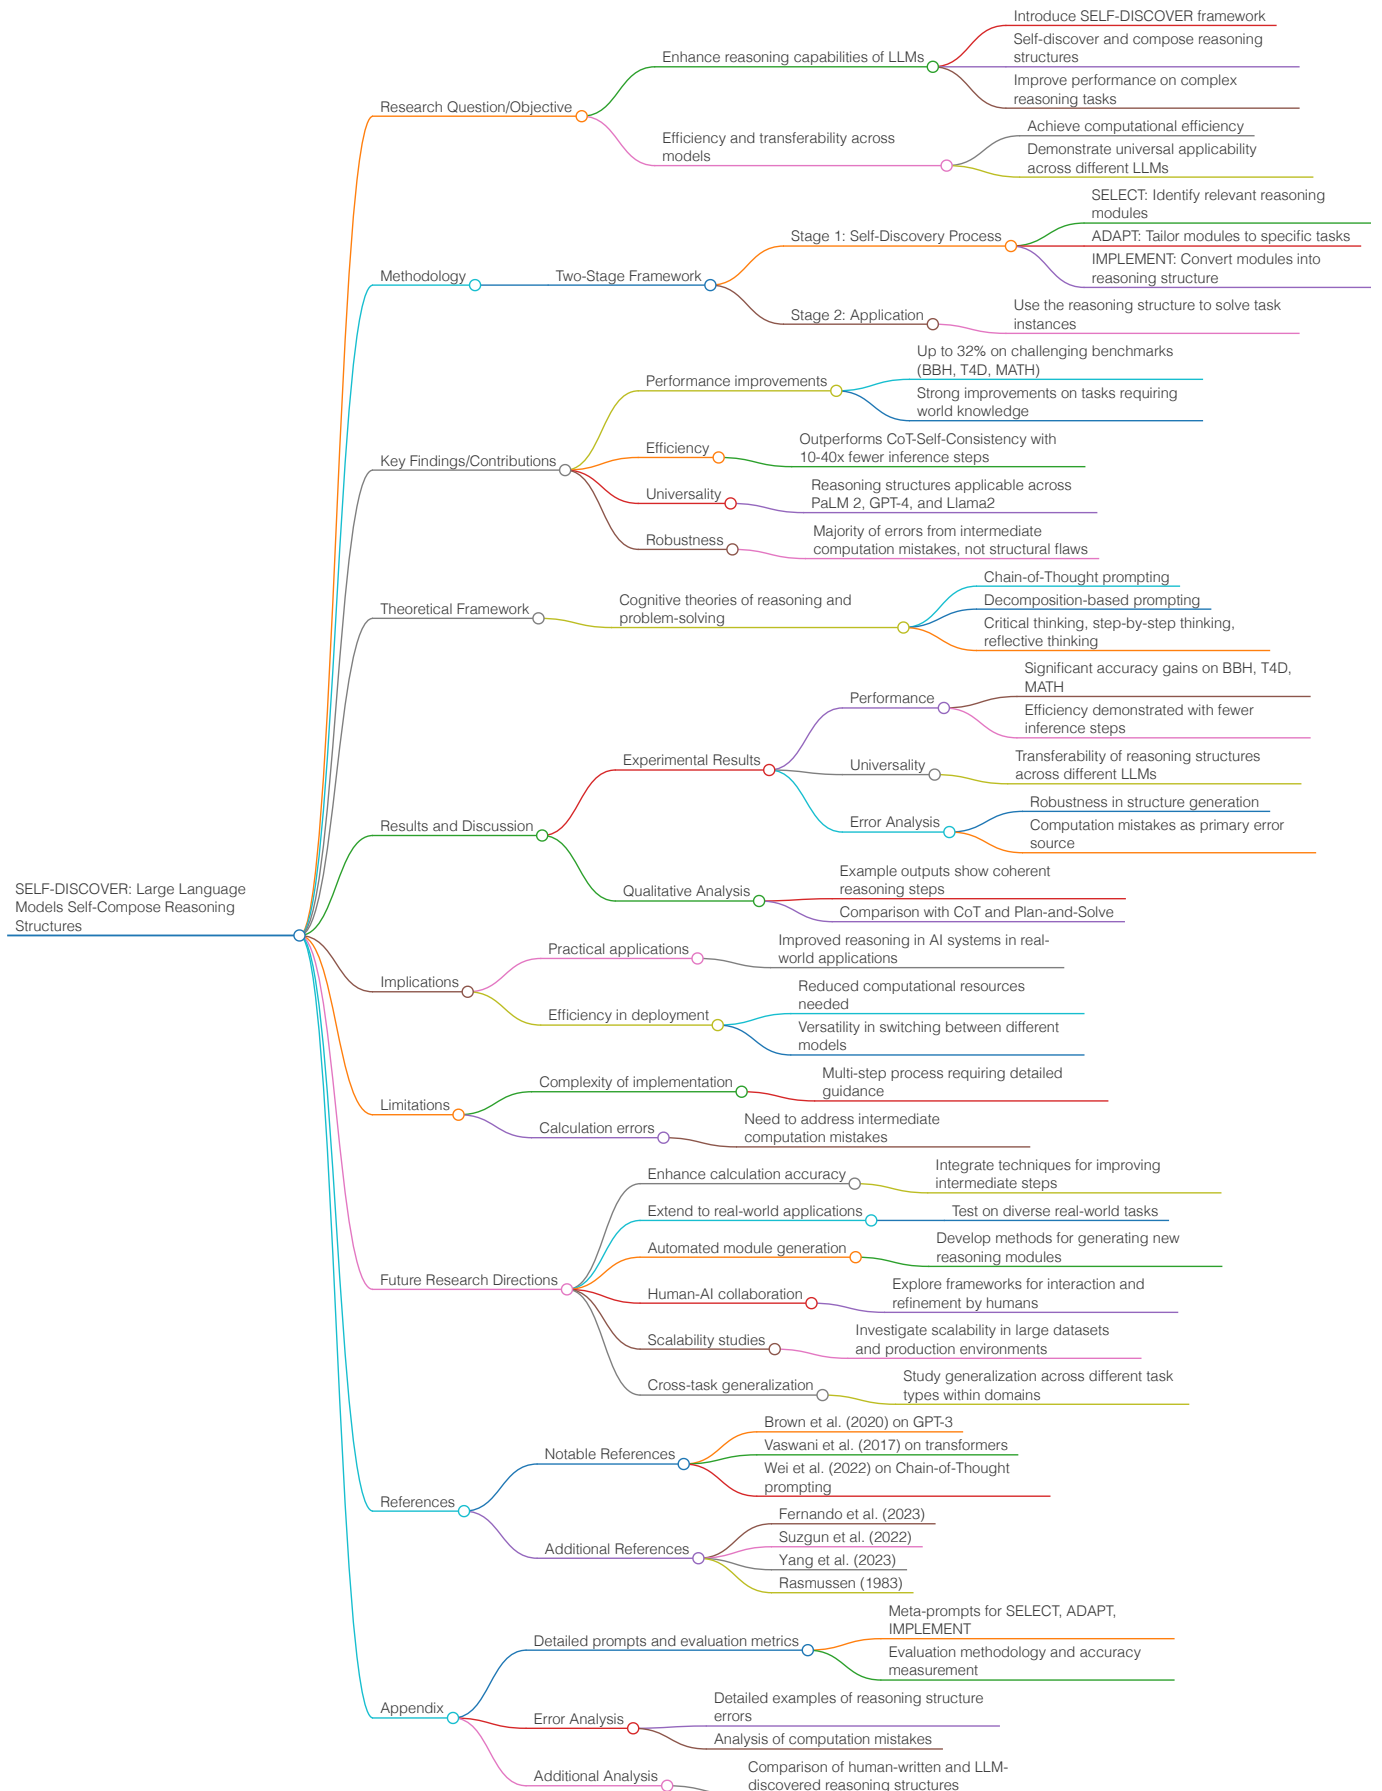 Introduce SELF-DISCOVER framework
Self-discover and compose reasoning
structures
Enhance reasoning capabilities of LLMs
Improve performance on complex
reasoning tasks
Research Question/Objective
Achieve computational efficiency
Efficiency and transferability across
models
Demonstrate universal applicability
across different LLMs
SELECT: Identify relevant reasoning
modules
Stage 1: Self-Discovery Process
ADAPT: Tailor modules to specific tasks
IMPLEMENT: Convert modules into
reasoning structure
Methodology
Two-Stage Framework
Stage 2: Application
Use the reasoning structure to solve task
instances
Up to 32% on challenging benchmarks
(BBH, T4D, MATH)
Performance improvements
Strong improvements on tasks requiring
world knowledge
Key Findings/Contributions
Efficiency
Outperforms CoT-Self-Consistency with
10-40x fewer inference steps
Universality
Reasoning structures applicable across
PaLM 2, GPT-4, and Llama2
Robustness
Majority of errors from intermediate
computation mistakes, not structural flaws
Theoretical Framework
Cognitive theories of reasoning and
problem-solving
Chain-of-Thought prompting
Decomposition-based prompting
Critical thinking, step-by-step thinking,
reflective thinking
Significant accuracy gains on BBH, T4D,
MATH
Performance
Efficiency demonstrated with fewer
inference steps
Experimental Results
Universality
Transferability of reasoning structures
across different LLMs
Error Analysis
Robustness in structure generation
Computation mistakes as primary error
source
Results and Discussion
Qualitative Analysis
Example outputs show coherent
reasoning steps
Comparison with CoT and Plan-and-Solve
SELF-DISCOVER: Large Language
Models Self-Compose Reasoning
Structures
Practical applications
Improved reasoning in AI systems in real-
world applications
Implications
Efficiency in deployment
Reduced computational resources
needed
Versatility in switching between different
models
Complexity of implementation
Multi-step process requiring detailed
guidance
Limitations
Calculation errors
Need to address intermediate
computation mistakes
Enhance calculation accuracy
Integrate techniques for improving
intermediate steps
Extend to real-world applications
Test on diverse real-world tasks
Automated module generation
Develop methods for generating new
reasoning modules
Future Research Directions
Human-AI collaboration
Explore frameworks for interaction and
refinement by humans
Scalability studies
Investigate scalability in large datasets
and production environments
Cross-task generalization
Study generalization across different task
types within domains
Notable References
Brown et al. (2020) on GPT-3
Vaswani et al. (2017) on transformers
Wei et al. (2022) on Chain-of-Thought
prompting
References
Additional References
Fernando et al. (2023)
Suzgun et al. (2022)
Yang et al. (2023)
Rasmussen (1983)
Detailed prompts and evaluation metrics
Meta-prompts for SELECT, ADAPT,
IMPLEMENT
Evaluation methodology and accuracy
measurement
Appendix
Error Analysis
Detailed examples of reasoning structure
errors
Analysis of computation mistakes
Additional Analysis
Comparison of human-written and LLM-
discovered reasoning structures